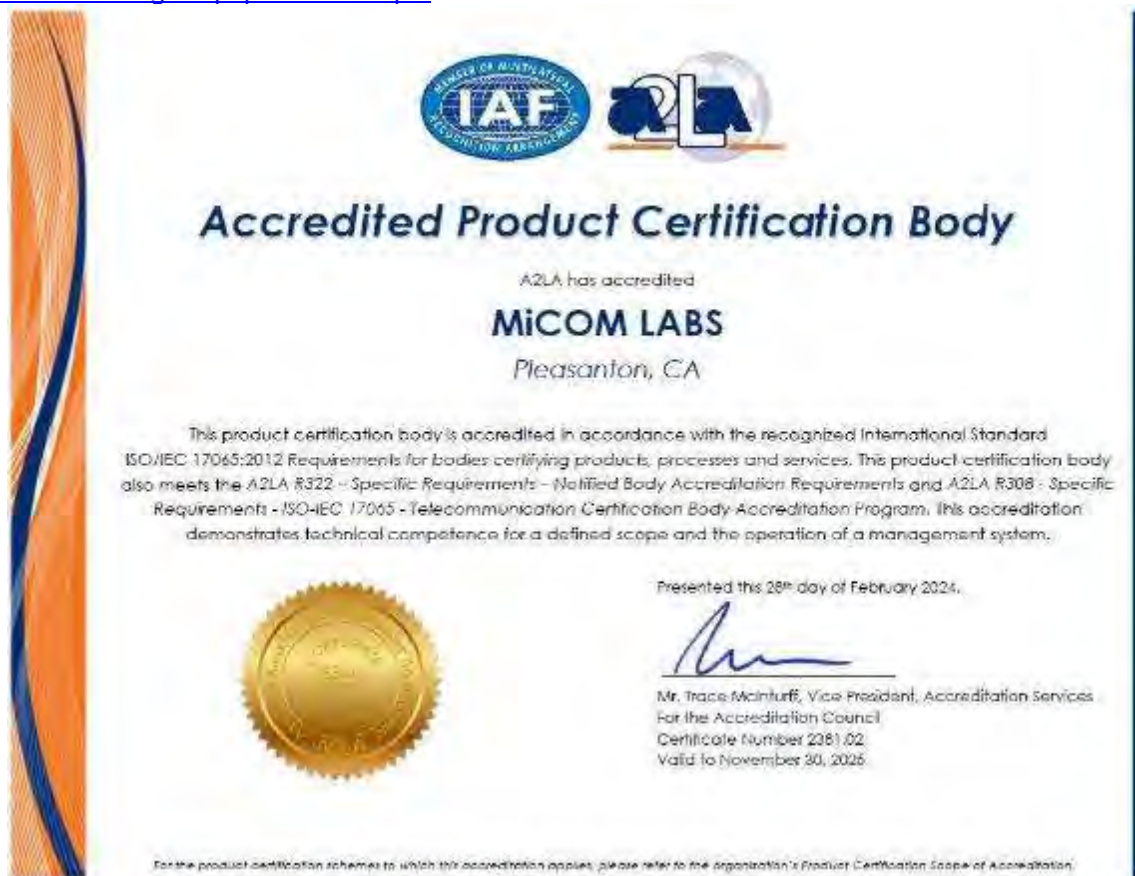 MEMBER OF MULTILATERAL
IAF
RECOGNITION ARRANGEMENT
a2La
Accredited Product Certification Body
A2LA has accredited
MiCOM LABS
Pleasanton, CA
This product certification body is accredited in accordance with the recognized International Standard
ISO/IEC 17065:2012 Requirements for bodies certifying products, processes and services. This product certification body
also meets the A2LA R322 – Specific Requirements – Notified Body Accreditation Requirements and A2LA R308 - Specific
Requirements - ISO-IEC 17065 - Telecommunication Certification Body Accreditation Program. This accreditation
demonstrates technical competence for a defined scope and the operation of a management system.
Presented this 28th day of February 2024.
Mr. Trace McInturff, Vice President, Accreditation Services
For the Accreditation Council
Certificate Number 2381.02
Valid to November 30, 2025
For the product certification schemes to which this accreditation applies, please refer to the organization's Product Certification Scope of Accreditation.